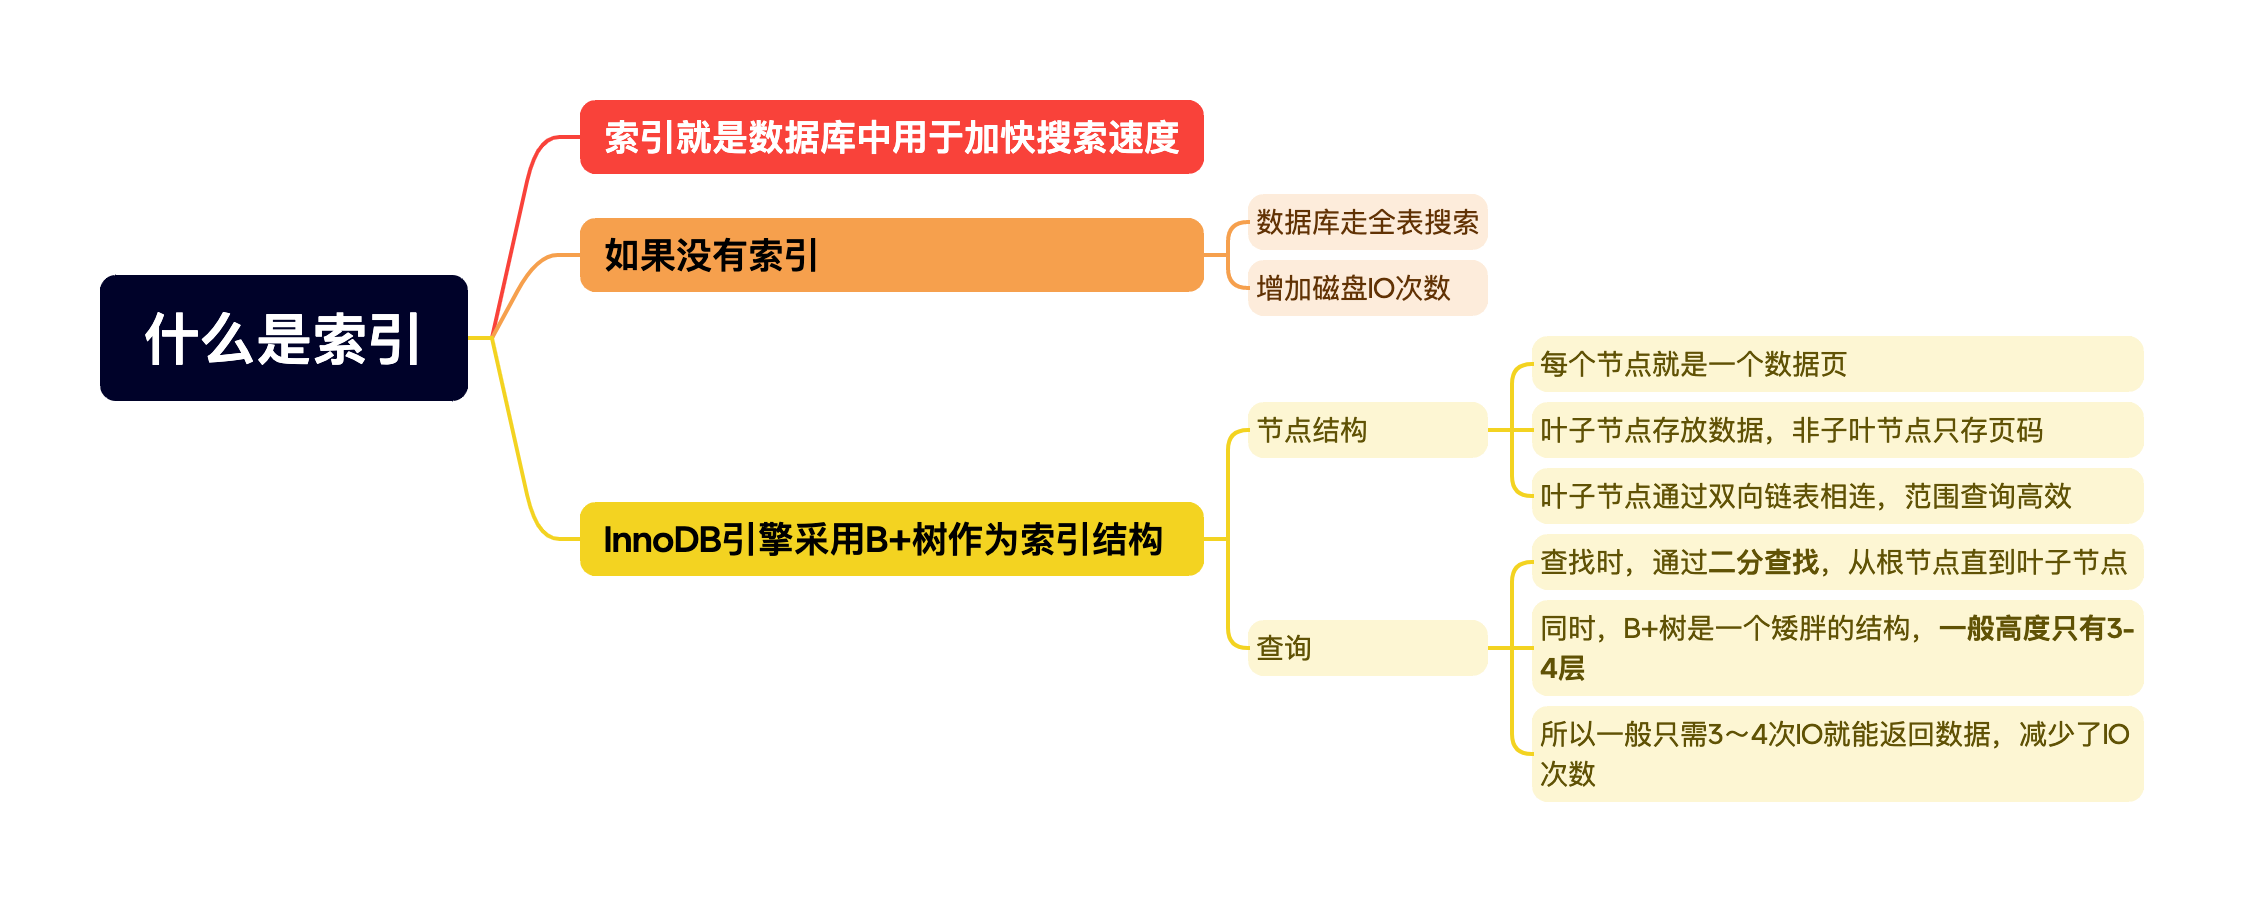 什么是索引
索引就是数据库中用于加快搜索速度
如果没有索引
数据库走全表搜索
增加磁盘IO次数
InnoDB引擎采用B+树作为索引结构
节点结构
每个节点就是一个数据页
叶子节点存放数据，非子叶节点只存页码
叶子节点通过双向链表相连，范围查询高效
查询
查找时，通过二分查找，从根节点直到叶子节点
同时，B+树是一个矮胖的结构，一般高度只有3-
4层
所以一般只需3～4次IO就能返回数据，减少了IO
次数